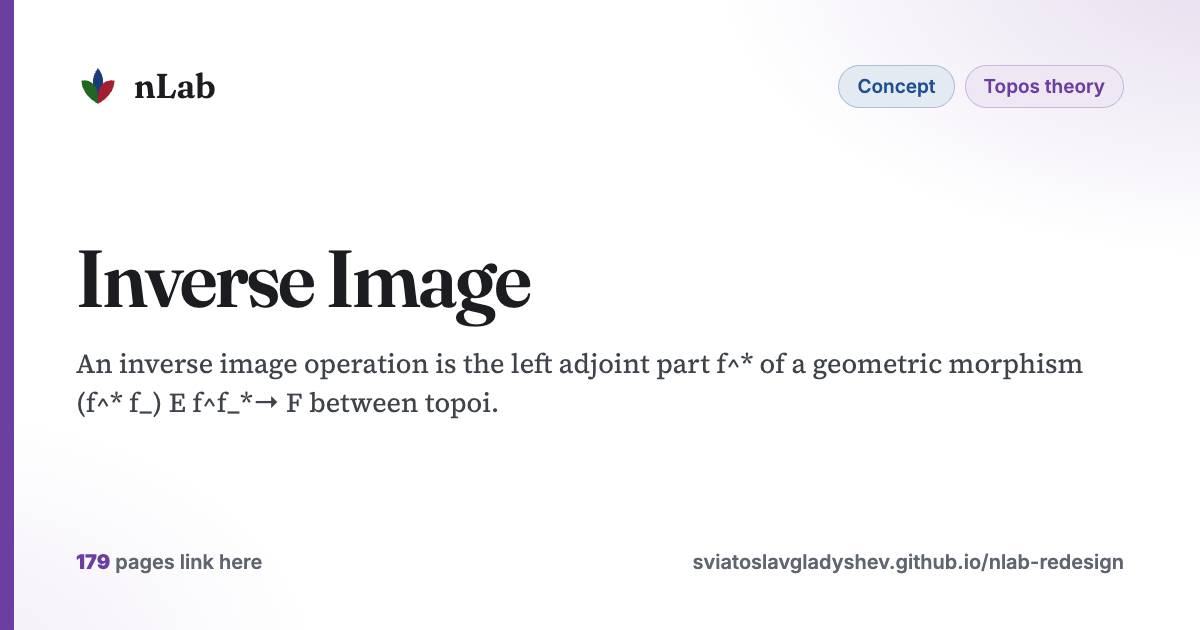 nLab
Concept
Topos theory
Inverse Image
An inverse image operation is the left adjoint part f^* of a geometric morphism
(f^* f_) E f^f_*→ F between topoi.
179 pages link here
sviatoslavgladyshev.github.io/nlab-redesign